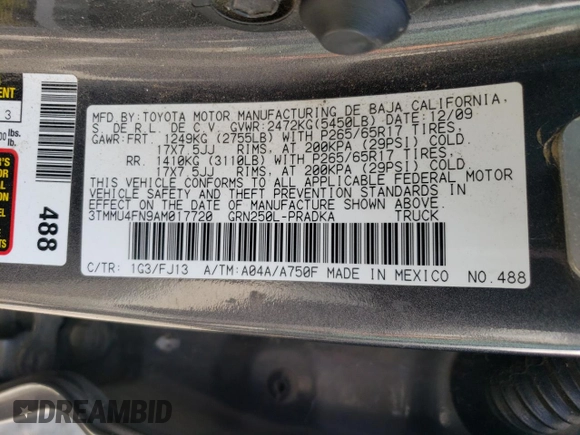 MFD.BY:TOYOTA MOTOR MANUFACTURING DE BAJA CALIFORNIA,
S DE R.L. DE C.V. GVWR:2472KG(5450LB) DATE:12/09
GAWR:FRT. 1249KG (2755LB) WITH P265/65R17 TIRES,
17X7.5JJ RIMS, AT 200KPA (29PSI) COLD.
RR. 1410KG (3110LB) WITH P265/65R17 TIRES,
17X7.5JJ RIMS, AT 200KPA (29PSI) COLD.
THIS VEHICLE CONFORMS TO ALL APPLICABLE FEDERAL MOTOR
VEHICLE SAFETY AND THEFT PREVENTION STANDARDS IN
EFFECT ON THE DATE OF MANUFACTURE SHOWN ABOVE.
3TMMU4FN9AM017720 GRN250L-PRADKA TRUCK
C/TR: 1G3/FJ13 A/TM:A04A/A750F MADE IN MEXICO NO.488
488
ENT
3
lbs.
DREAMBID